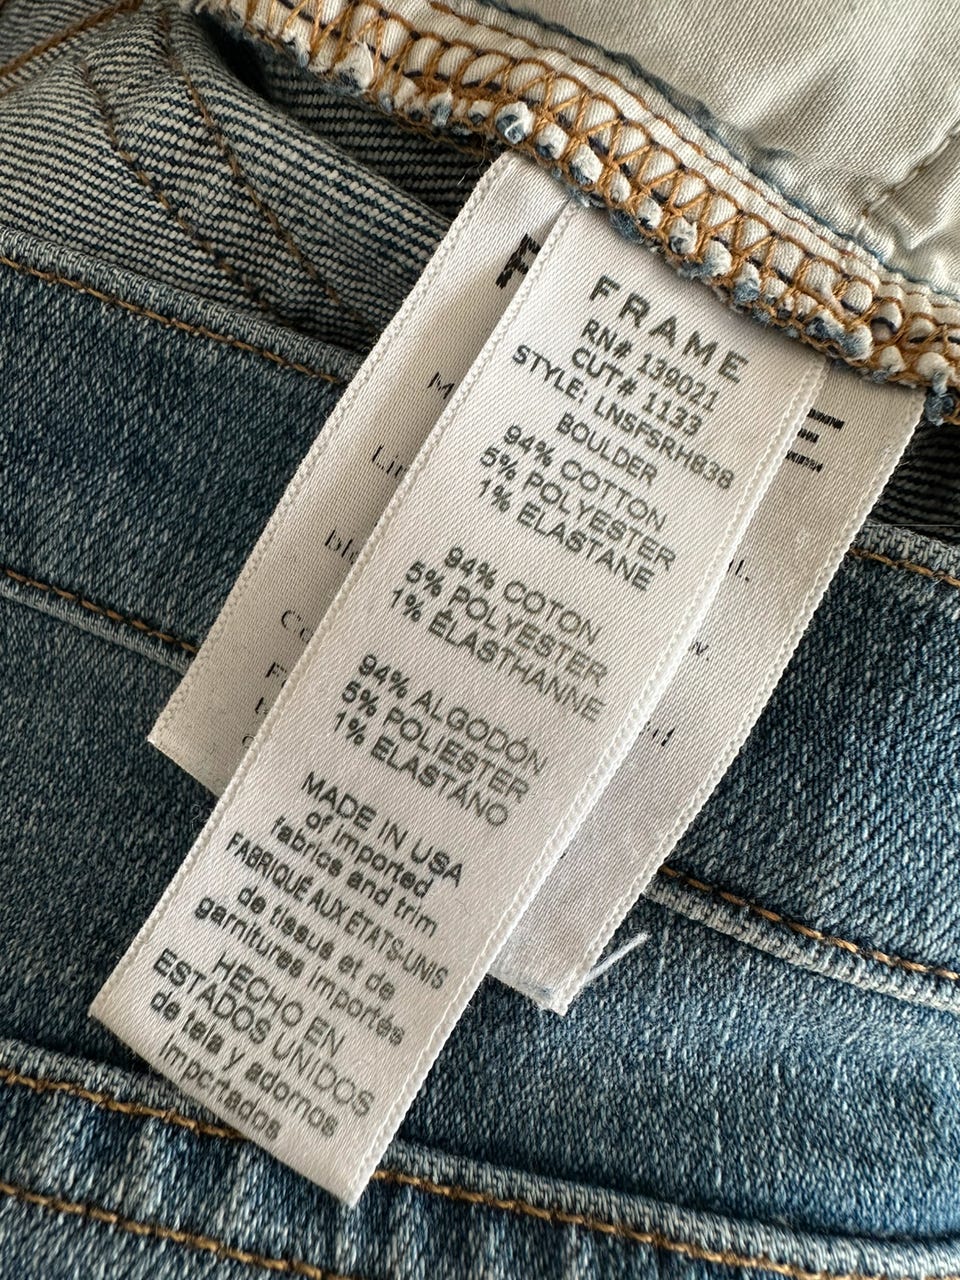 FRAME
RN# 139021
CUT# 1133
STYLE: LNSFSRHB38
BOULDER
94% COTTON
5% POLYESTER
1% ELASTANE
94% COTON
5% POLYESTER
1% ÉLASTHANNE
94% ALGODÓN
5% POLIESTER
1% ELASTÁNO
MADE IN USA
of imported
fabrics and trim
FABRIQUÉ AUX ÉTATS-UNIS
de tissus et de
garnitures importés
HECHO EN
ESTADOS UNIDOS
de tela y adornos
importados